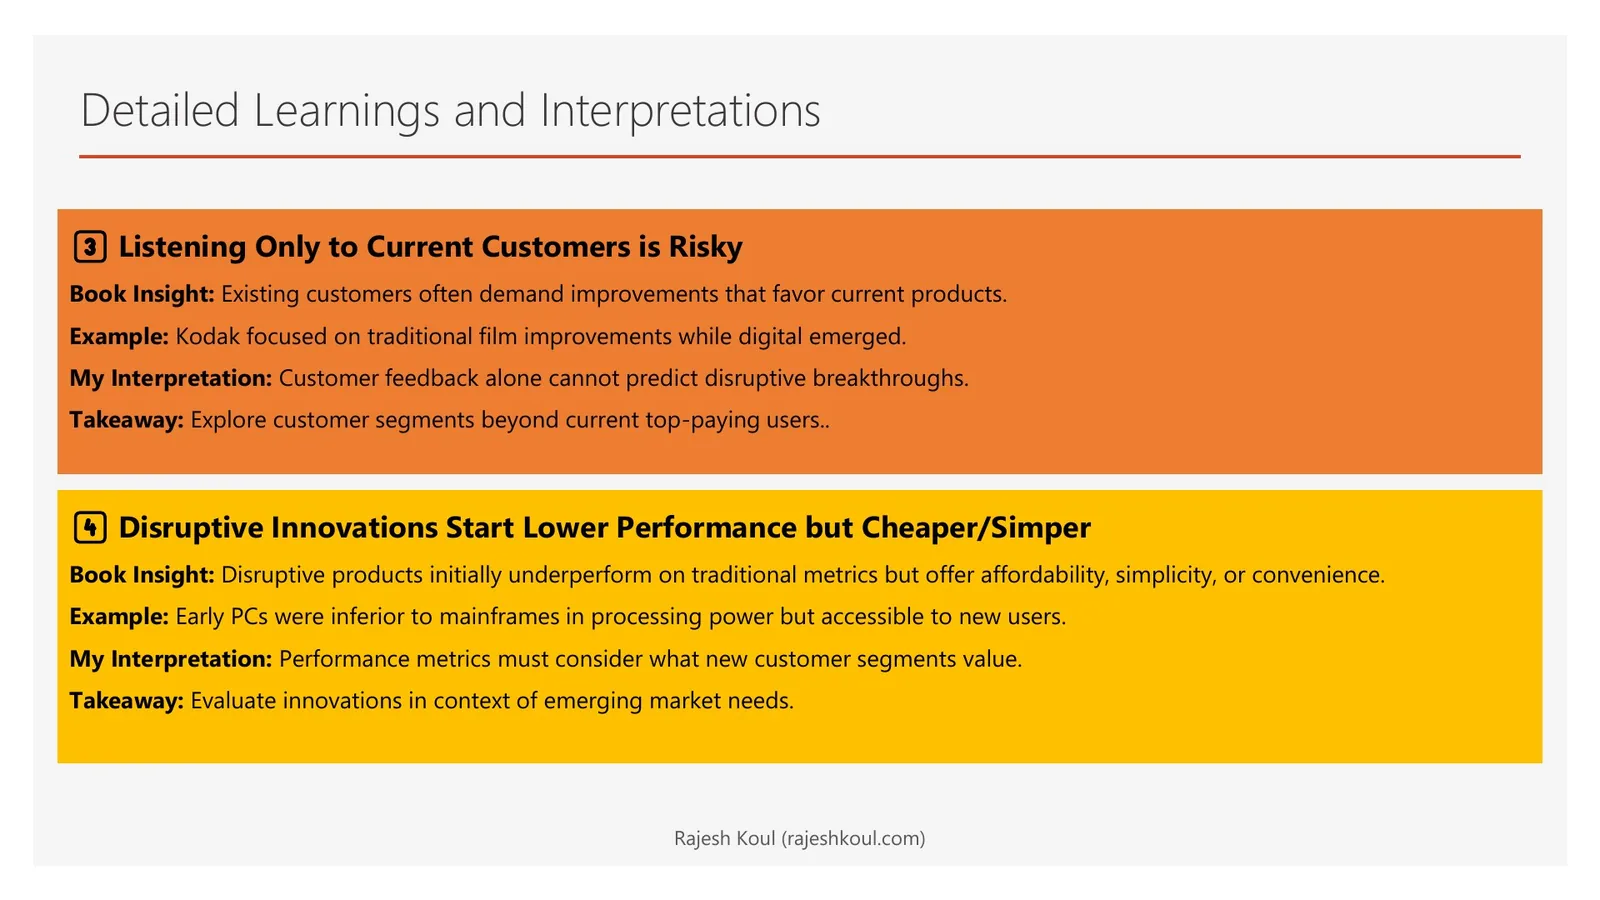 Detailed Learnings and Interpretations
3 Listening Only to Current Customers is Risky
Book Insight: Existing customers often demand improvements that favor current products.
Example: Kodak focused on traditional film improvements while digital emerged.
My Interpretation: Customer feedback alone cannot predict disruptive breakthroughs.
Takeaway: Explore customer segments beyond current top-paying users..
4 Disruptive Innovations Start Lower Performance but Cheaper/Simper
Book Insight: Disruptive products initially underperform on traditional metrics but offer affordability, simplicity, or convenience.
Example: Early PCs were inferior to mainframes in processing power but accessible to new users.
My Interpretation: Performance metrics must consider what new customer segments value.
Takeaway: Evaluate innovations in context of emerging market needs.
Rajesh Koul (rajeshkoul.com)